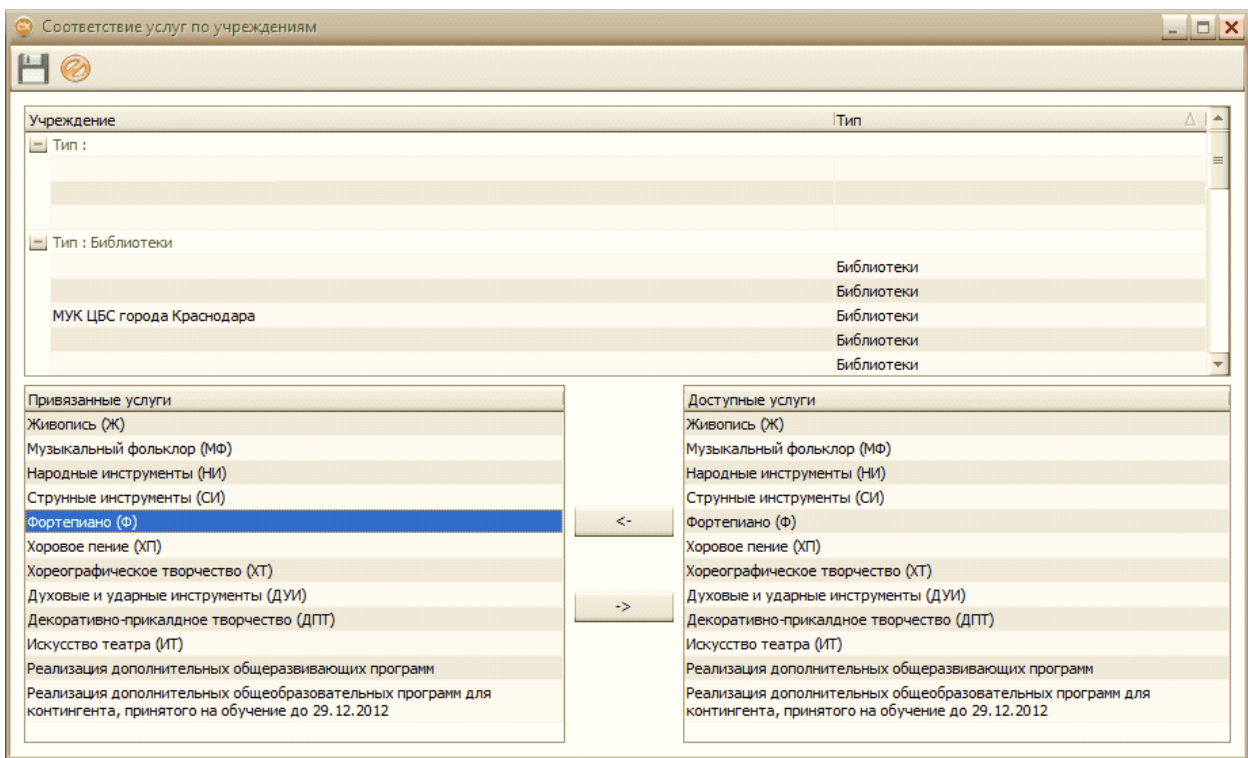 Соответствие услуг по учреждениям
Учреждение Тип
Тип :
Тип : Библиотеки
Библиотеки
Библиотеки
МУК ЦБС города Краснодара Библиотеки
Библиотеки
Библиотеки
Привязанные услуги
Живопись (Ж)
Музыкальный фольклор (МФ)
Народные инструменты (НИ)
Струнные инструменты (СИ)
Фортепиано (Ф)
Хоровое пение (ХП)
Хореографическое творчество (ХТ)
Духовые и ударные инструменты (ДУИ)
Декоративно-прикалдное творчество (ДПТ)
Искусство театра (ИТ)
Реализация дополнительных общеразвивающих программ
Реализация дополнительных общеобразовательных программ для
контингента, принятого на обучение до 29.12.2012
<-
->
Доступные услуги
Живопись (Ж)
Музыкальный фольклор (МФ)
Народные инструменты (НИ)
Струнные инструменты (СИ)
Фортепиано (Ф)
Хоровое пение (ХП)
Хореографическое творчество (ХТ)
Духовые и ударные инструменты (ДУИ)
Декоративно-прикалдное творчество (ДПТ)
Искусство театра (ИТ)
Реализация дополнительных общеразвивающих программ
Реализация дополнительных общеобразовательных программ для
контингента, принятого на обучение до 29.12.2012